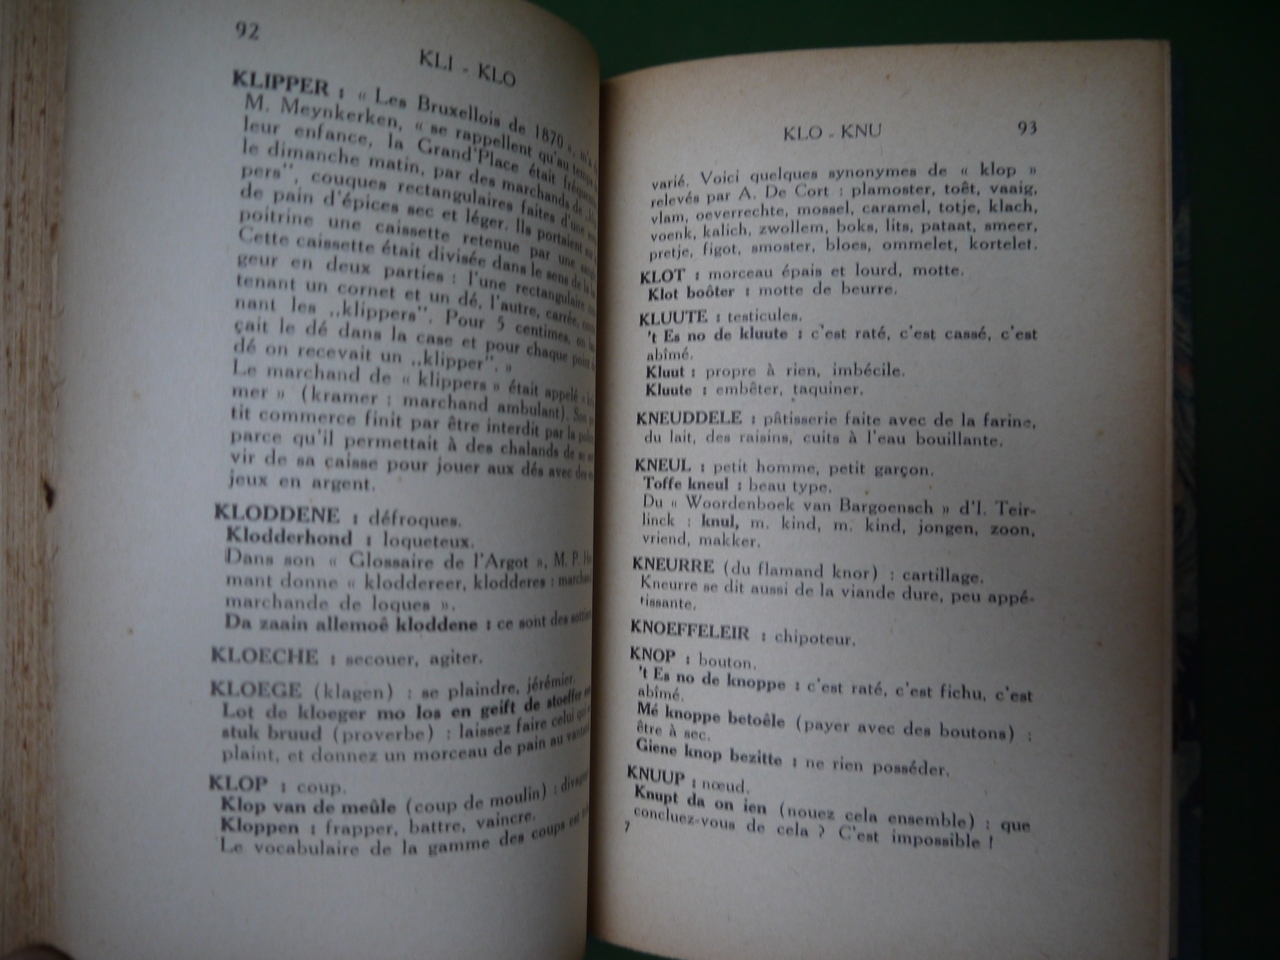 92
KLI - KLO
KLIPPER : « Les Bruxellois de 1870 », m'a
M. Meynkerken, « se rappellent qu'au temps
leur enfance, la Grand'Place était
le dimanche matin, par des marchands de
pers", couques rectangulaires faites d'une
de pain d'épices sec et léger. Ils portaient
poitrine une caissette retenue par une
Cette caissette était divisée dans le sens de la
geur en deux parties : l'une rectangulaire
tenant un cornet et un dé, l'autre, carrée,
nant les ,,klippers". Pour 5 centimes, on
çait le dé dans la case et pour chaque point
dé on recevait un ,,klipper". »
Le marchand de « klippers » était appelé
mer » (kramer : marchand ambulant). Son
tit commerce finit par être interdit par la
parce qu'il permettait à des chalands de se
vir de sa caisse pour jouer aux dés avec des
jeux en argent.
KLODDENE : défroques.
Klodderhond : loqueteux.
Dans son « Glossaire de l'Argot », M. P.
mant donne « kloddereer, klodderes : marchand
marchande de loques ».
Da zaain allemoê kloddene : ce sont des
KLOECHE : secouer, agiter.
KLOEGE (klagen) : se plaindre, jérémier.
Lot de kloeger mo los en geift de stoeffer
stuk bruud (proverbe) : laissez faire celui qui
plaint, et donnez un morceau de pain au
KLOP : coup.
Klop van de meûle (coup de moulin) :
Kloppen : frapper, battre, vaincre.
Le vocabulaire de la gamme des coups est
KLO - KNU
93
varié. Voici quelques synonymes de « klop »
relevés par A. De Cort : plamoster, toêt, vaaig,
vlam, oeverrechte, mossel, caramel, totje, klach,
voenk, kalich, zwollem, boks, lits, pataat, smeer,
pretje, figot, smoster, bloes, ommelet, kortelet.
KLOT : morceau épais et lourd, motte.
Klot boôter : motte de beurre.
KLUUTE : testicules.
't Es no de kluute : c'est raté, c'est cassé, c'est
abîmé.
Kluut : propre à rien, imbécile.
Kluute : embêter, taquiner.
KNEUDDELE : pâtisserie faite avec de la farine,
du lait, des raisins, cuits à l'eau bouillante.
KNEUL : petit homme, petit garçon.
Toffe kneul : beau type.
Du « Woordenboek van Bargoensch » d'I. Teir-
linck : knul, m. kind, m. kind, jongen, zoon,
vriend, makker.
KNEURRE (du flamand knor) : cartillage.
Kneurre se dit aussi de la viande dure, peu appé-
tissante.
KNOEFFELEIR : chipoteur.
KNOP : bouton.
't Es no de knoppe : c'est raté, c'est fichu, c'est
abîmé.
Mé knoppe betoêle (payer avec des boutons) :
être à sec.
Giene knop bezitte : ne rien posséder.
KNUUP : nœud.
Knupt da on ien (nouez cela ensemble) : que
concluez-vous de cela ? C'est impossible !
7